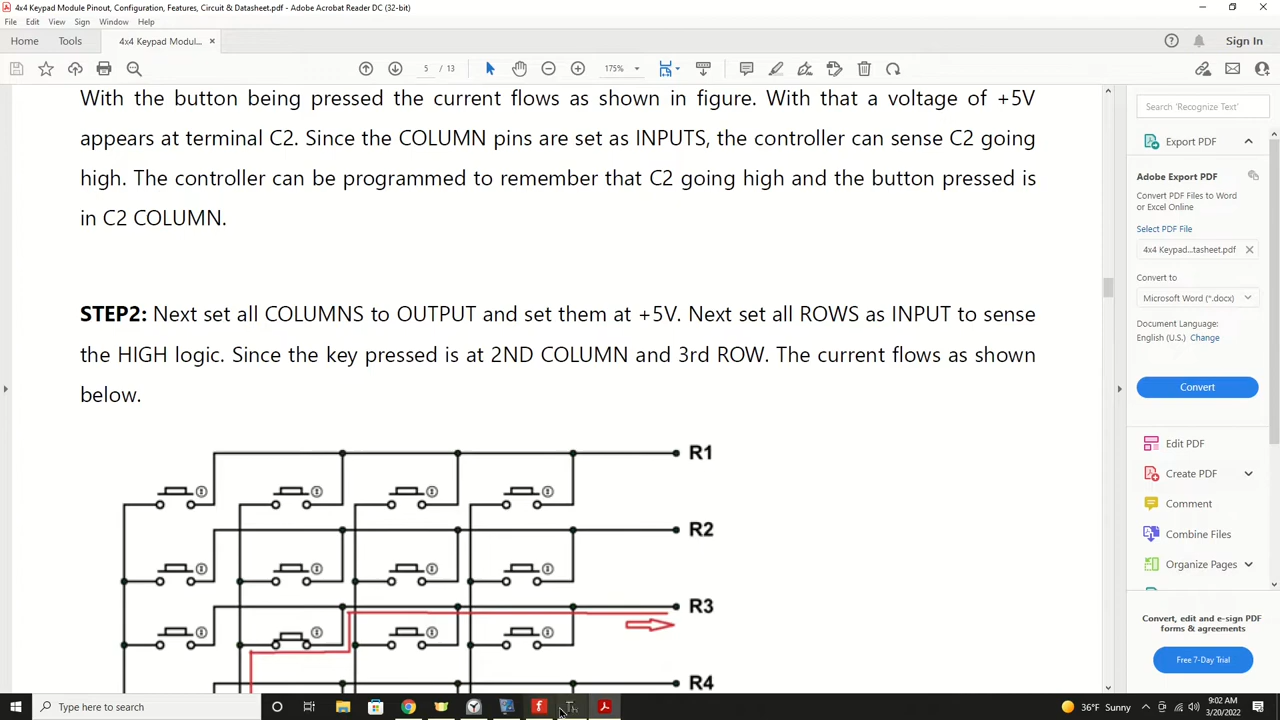 4x4 Keypad Module Pinout, Configuration, Features, Circuit & Datasheet.pdf - Adobe Acrobat Reader DC (32-bit)
File Edit View Sign Window Help
Home Tools 4x4 Keypad Modul... × Sign In
5 / 13 175%
With the button being pressed the current flows as shown in figure. With that a voltage of +5V
appears at terminal C2. Since the COLUMN pins are set as INPUTS, the controller can sense C2 going
high. The controller can be programmed to remember that C2 going high and the button pressed is
in C2 COLUMN.
STEP2: Next set all COLUMNS to OUTPUT and set them at +5V. Next set all ROWS as INPUT to sense
the HIGH logic. Since the key pressed is at 2ND COLUMN and 3rd ROW. The current flows as shown
below.
R1
R2
R3
R4
Search 'Recognize Text'
Export PDF
Adobe Export PDF
Convert PDF Files to Word
or Excel Online
Select PDF File
4x4 Keypad...tasheet.pdf
Convert to
Microsoft Word (*.docx)
Document Language:
English (U.S.) Change
Convert
Edit PDF
Create PDF
Comment
Combine Files
Organize Pages
Convert, edit and e-sign PDF
forms & agreements
Free 7-Day Trial
Type here to search
36°F Sunny
9:02 AM
3/20/2022